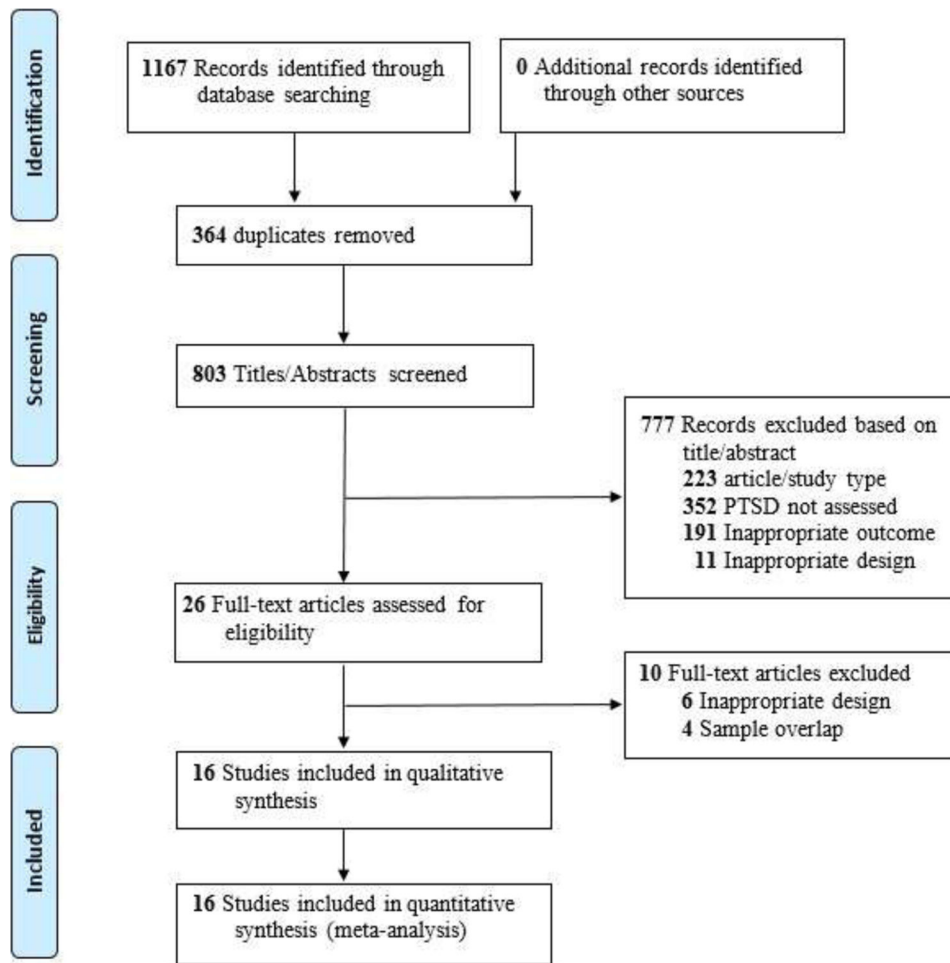 Identification
1167 Records identified through
database searching
0 Additional records identified
through other sources
364 duplicates removed
Screening
803 Titles/Abstracts screened
777 Records excluded based on
title/abstract
223 article/study type
352 PTSD not assessed
191 Inappropriate outcome
11 Inappropriate design
Eligibility
26 Full-text articles assessed for
eligibility
10 Full-text articles excluded
6 Inappropriate design
4 Sample overlap
Included
16 Studies included in qualitative
synthesis
16 Studies included in quantitative
synthesis (meta-analysis)